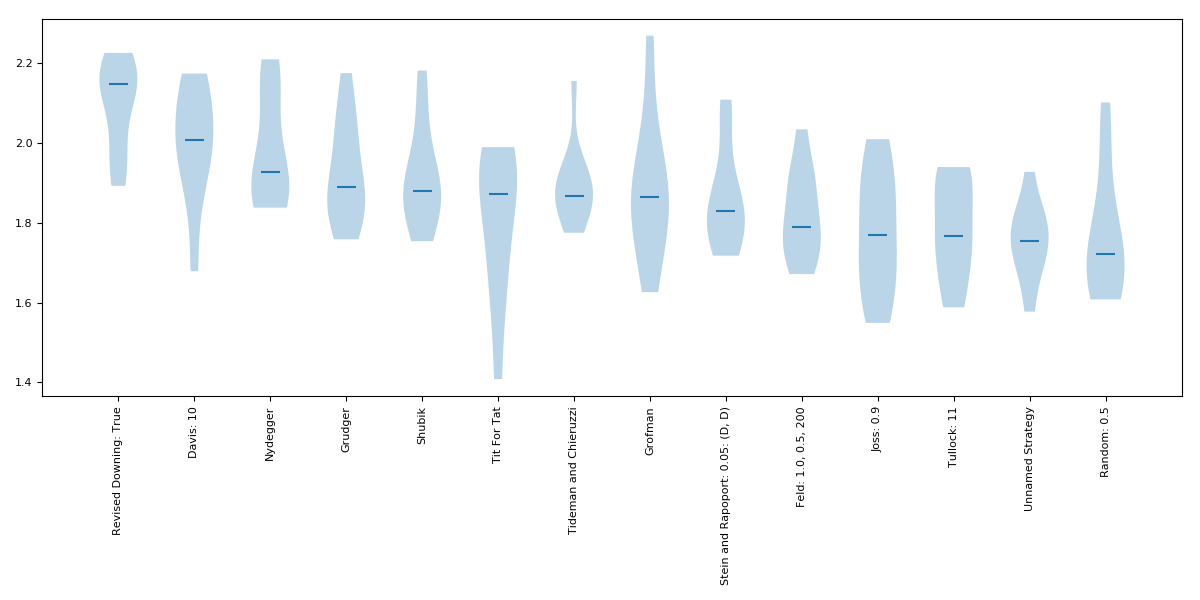 2.2
2.0
1.8
1.6
1.4
Revised Downing: True
Davis: 10
Nydegger
Grudger
Shubik
Tit For Tat
Tideman and Chieruzzi
Grofman
Stein and Rapoport: 0.05: (D, D)
Feld: 1.0, 0.5, 200
Joss: 0.9
Tullock: 11
Unnamed Strategy
Random: 0.5